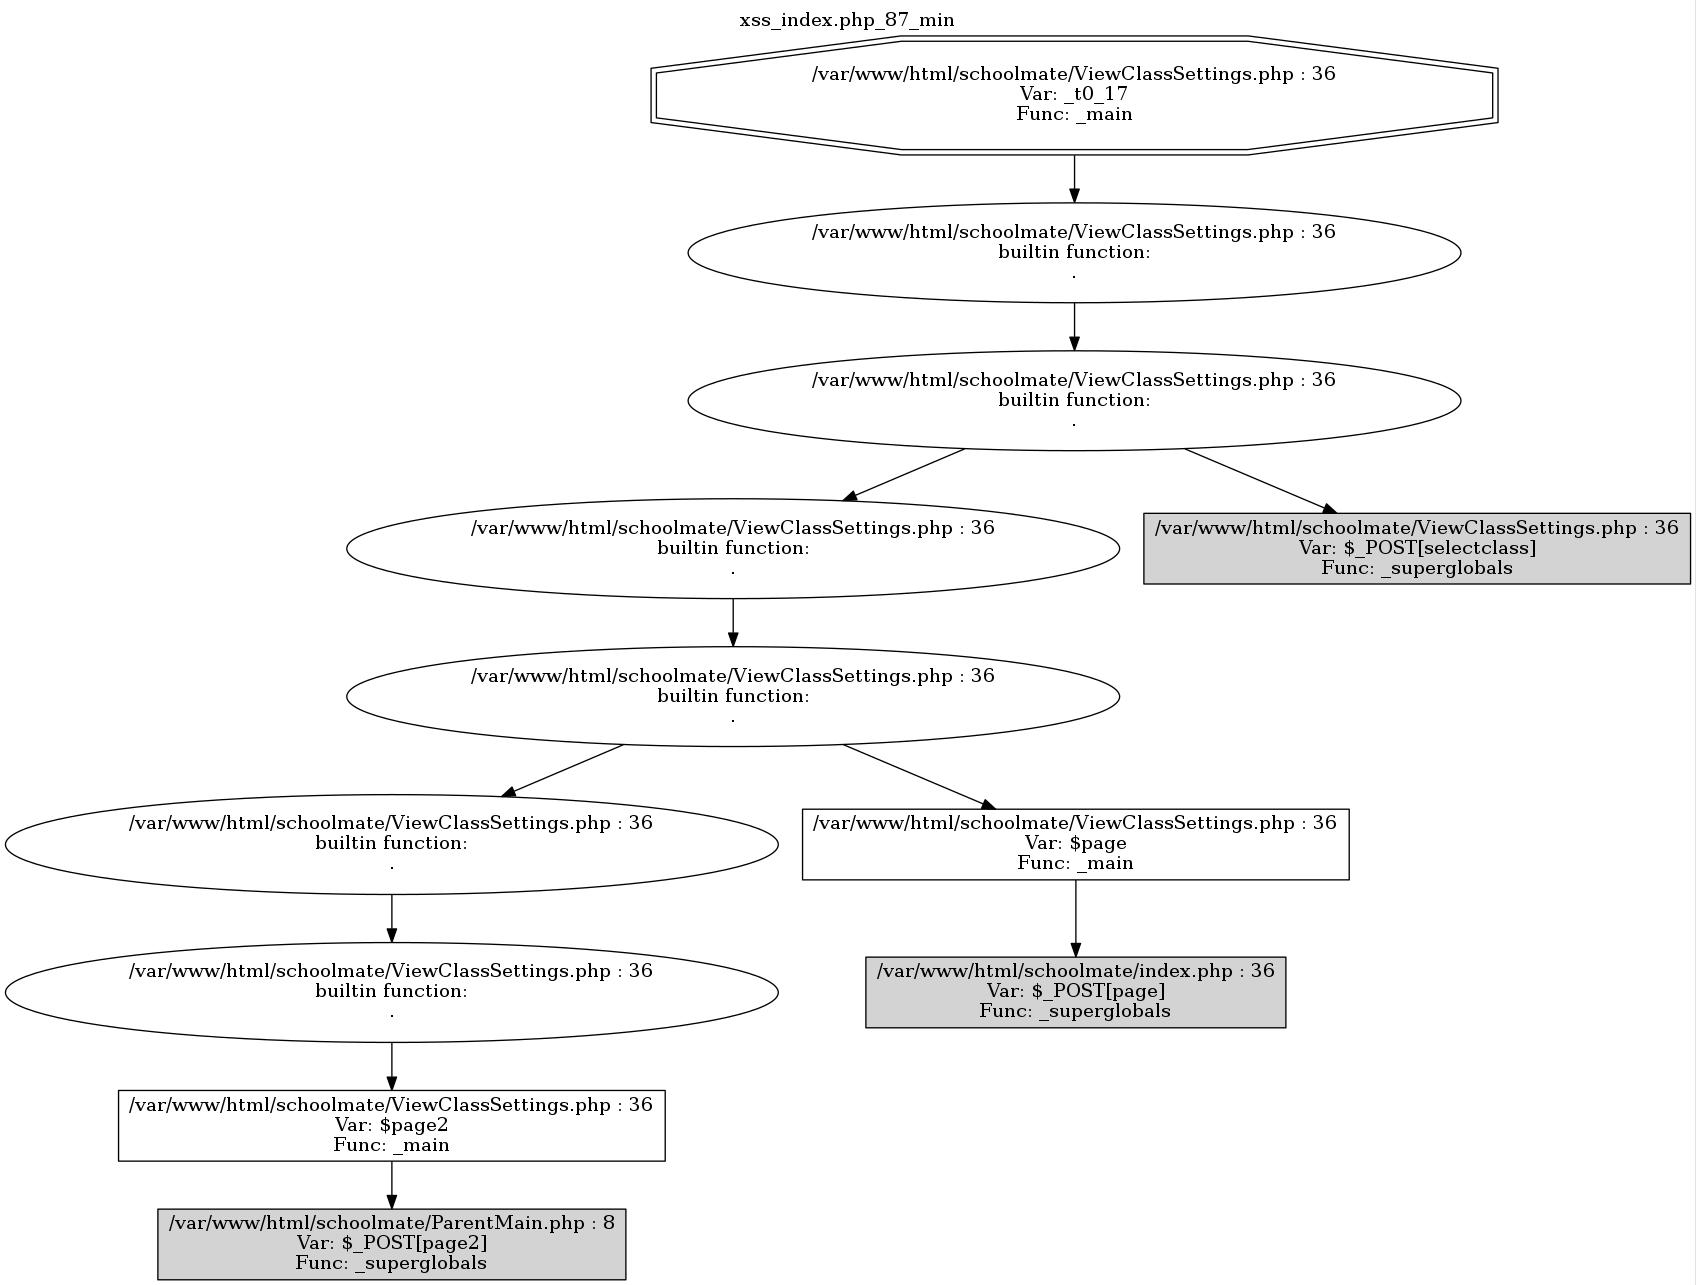 xss_index.php_87_min
/var/www/html/schoolmate/ViewClassSettings.php : 36
Var: _t0_17
Func: _main
/var/www/html/schoolmate/ViewClassSettings.php : 36
builtin function:
.
/var/www/html/schoolmate/ViewClassSettings.php : 36
builtin function:
.
/var/www/html/schoolmate/ViewClassSettings.php : 36
builtin function:
.
/var/www/html/schoolmate/ViewClassSettings.php : 36
Var: $_POST[selectclass]
Func: _superglobals
/var/www/html/schoolmate/ViewClassSettings.php : 36
builtin function:
.
/var/www/html/schoolmate/ViewClassSettings.php : 36
builtin function:
.
/var/www/html/schoolmate/ViewClassSettings.php : 36
Var: $page
Func: _main
/var/www/html/schoolmate/ViewClassSettings.php : 36
builtin function:
.
/var/www/html/schoolmate/index.php : 36
Var: $_POST[page]
Func: _superglobals
/var/www/html/schoolmate/ViewClassSettings.php : 36
Var: $page2
Func: _main
/var/www/html/schoolmate/ParentMain.php : 8
Var: $_POST[page2]
Func: _superglobals